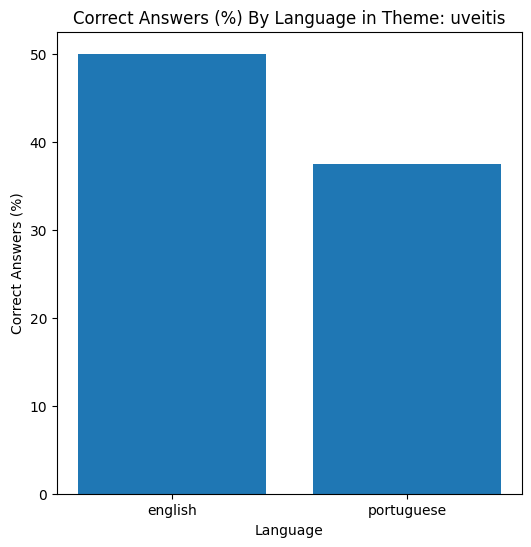 Correct Answers (%) By Language in Theme: uveitis
50
40
30
20
10
0
Correct Answers (%)
english
portuguese
Language